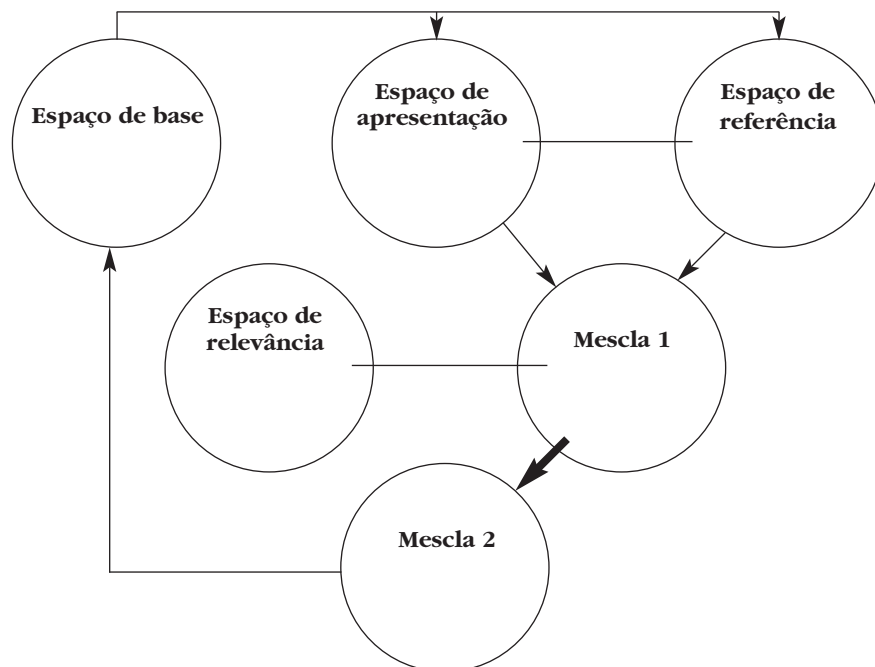 Espaço de base
Espaço de
apresentação
Espaço de
referência
Espaço de
relevância
Mescla 1
Mescla 2